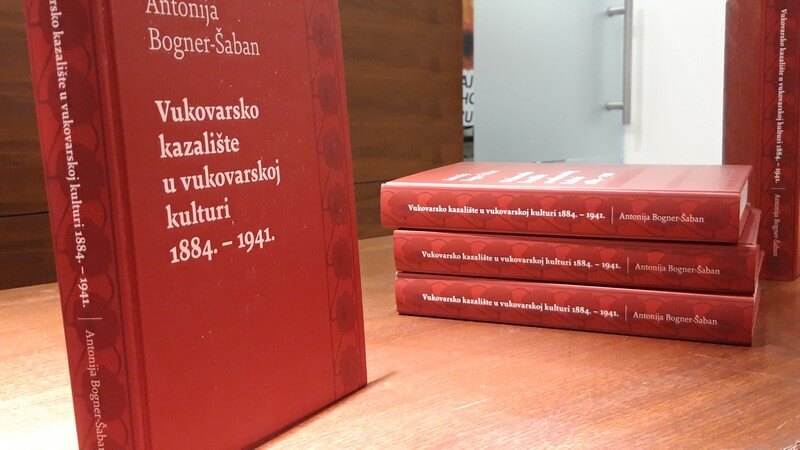 Antonija
Bogner-Šaban
Vukovarsko
kazalište
u vukovarskoj
kulturi
1884. – 1941.
kazalište u vukovarskoj kulturi 1884. – 1941. | Antonija Bogner-Šaban
Vukovarsko kazalište u vukovarskoj kulturi 1884. – 1941. | Antonija Bogner-Šaban
Vukovarsko kazalište u vukovarskoj kulturi 1884. – 1941. | Antonija Bogner-Šaban
Vukovarsko kazalište u vukovarskoj kulturi 1884. – 1941. | Antonija Bogner-Šaban
Vukovarsko kazalište u vukovarskoj kulturi 1884. – 1941. | Antonija Bogner-Šaban